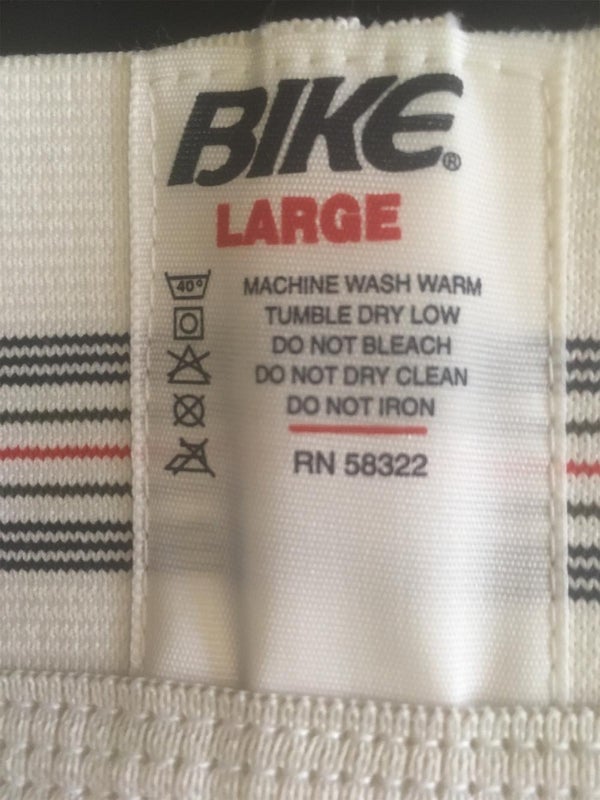 BIKE®
LARGE
40°
MACHINE WASH WARM
TUMBLE DRY LOW
DO NOT BLEACH
DO NOT DRY CLEAN
DO NOT IRON
RN 58322